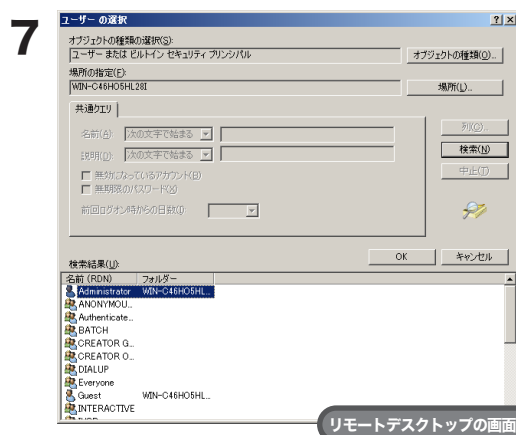 7
ユーザー の選択
オブジェクトの種類の選択(S):
ユーザー または ビルトイン セキュリティ プリンシパル
オブジェクトの種類(O)...
場所の指定(F):
WIN-C46HO5HL28I
場所(L)...
共通クエリ
名前(A):
次の文字で始まる
説明(D):
次の文字で始まる
無効になっているアカウント(B)
無期限のパスワード(X)
前回ログオン時からの日数(I):
列(C)...
検索(N)
中止(T)
OK
キャンセル
検索結果(U):
名前 (RDN) フォルダー
Administrator WIN-C46HO5HL...
ANONYMOU...
Authenticate...
BATCH
CREATOR G...
CREATOR O...
DIALUP
Everyone
Guest WIN-C46HO5HL...
INTERACTIVE
リモートデスクトップの画面